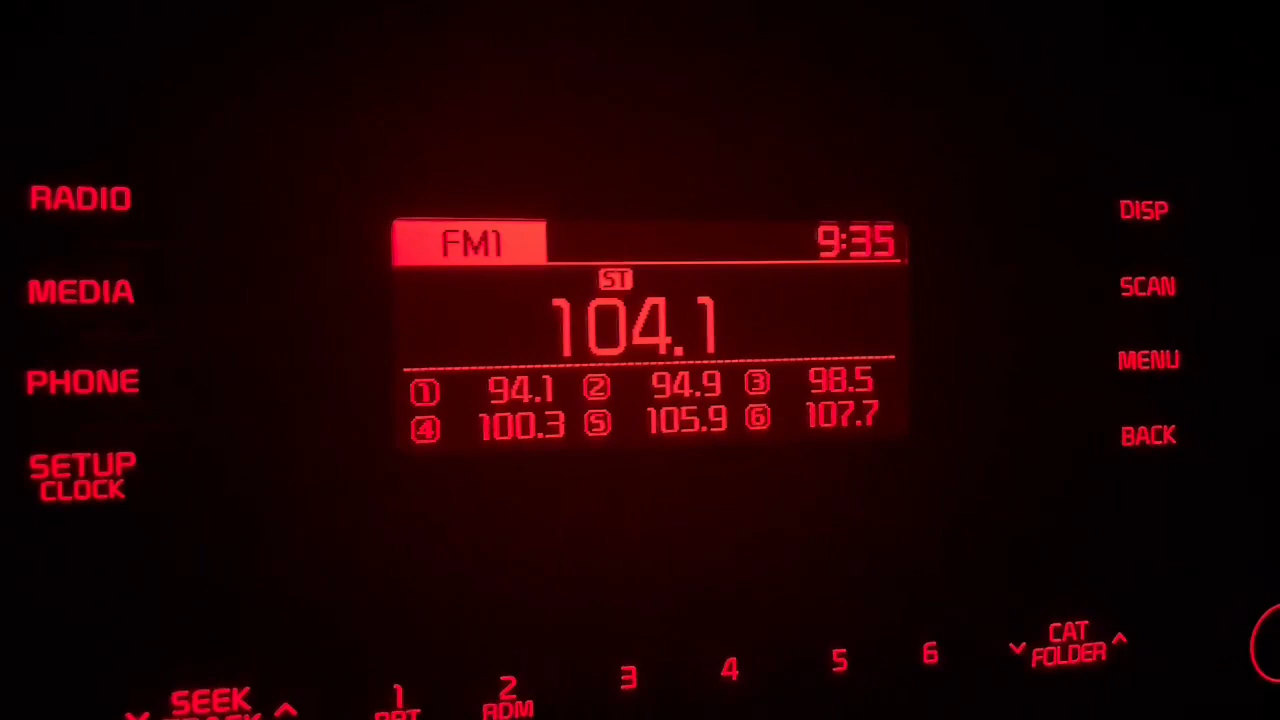 RADIO
MEDIA
PHONE
SETUP
CLOCK
FM1 9:35
ST
104.1
1 94.1 2 94.9 3 98.5
4 100.3 5 105.9 6 107.7
DISP
SCAN
MENU
BACK
SEEK
TRACK
1 2 3 4 5 6
RPT RDM
CAT
FOLDER